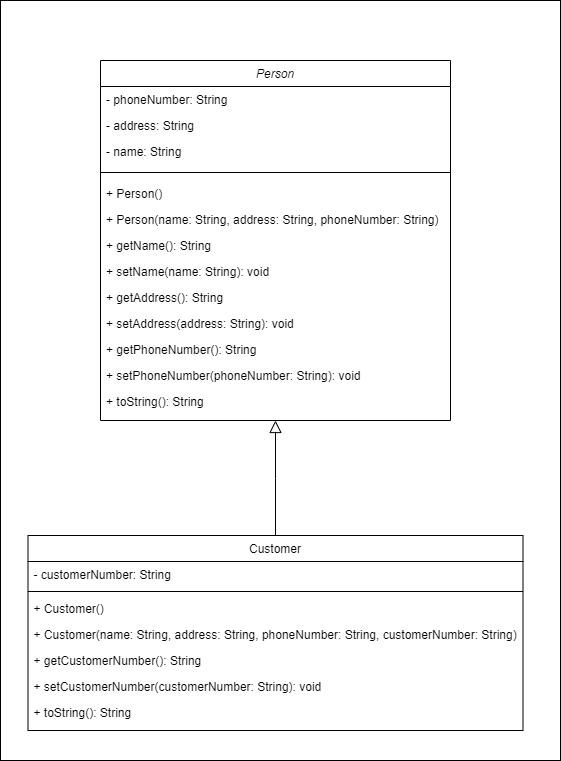 Person
- phoneNumber: String
- address: String
- name: String
+ Person()
+ Person(name: String, address: String, phoneNumber: String)
+ getName(): String
+ setName(name: String): void
+ getAddress(): String
+ setAddress(address: String): void
+ getPhoneNumber(): String
+ setPhoneNumber(phoneNumber: String): void
+ toString(): String
Customer
- customerNumber: String
+ Customer()
+ Customer(name: String, address: String, phoneNumber: String, customerNumber: String)
+ getCustomerNumber(): String
+ setCustomerNumber(customerNumber: String): void
+ toString(): String